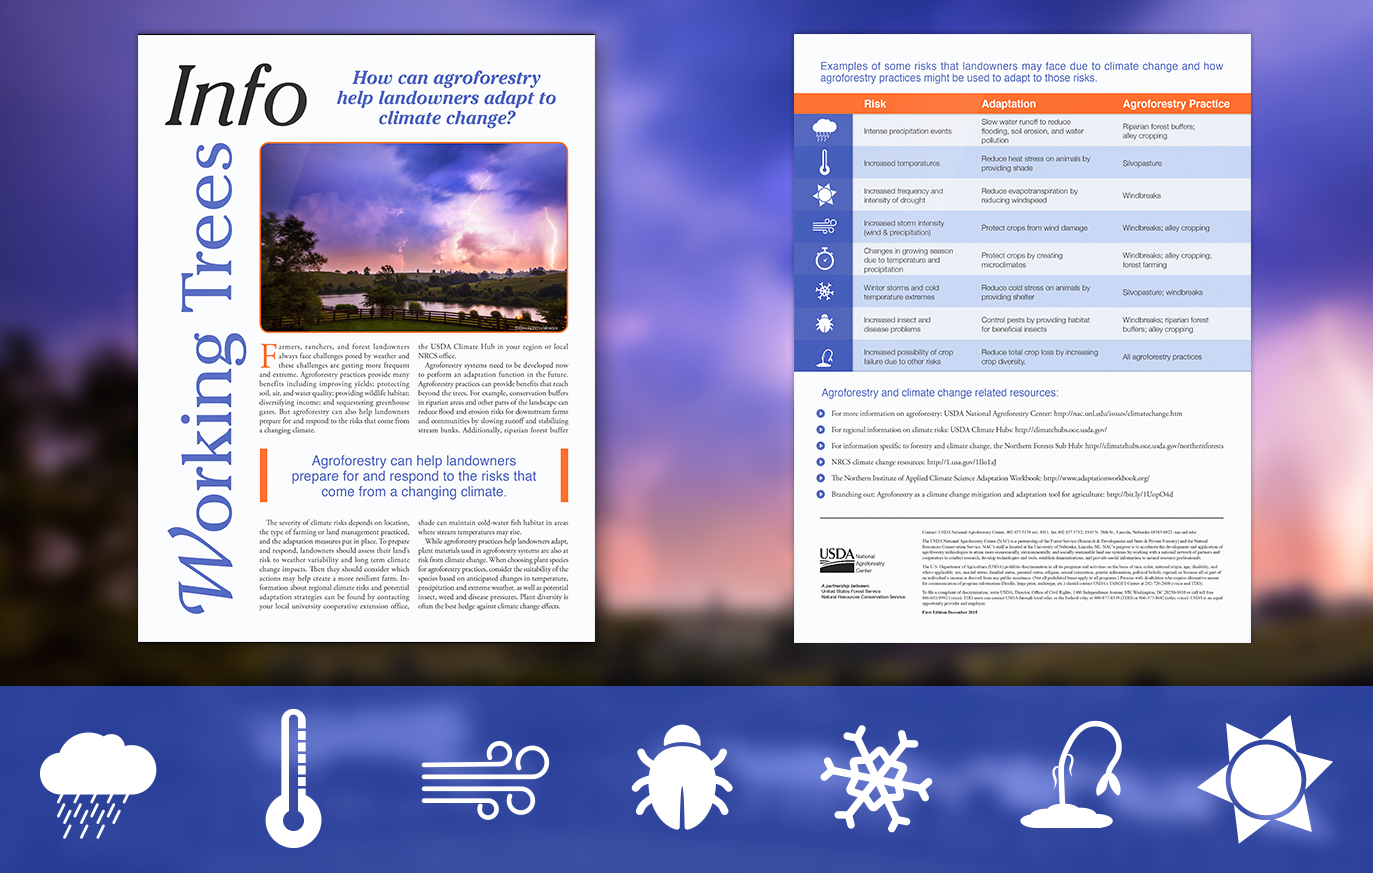 Info
Working Trees
How can agroforestry
help landowners adapt to
climate change?
Farmers, ranchers, and forest landowners
always face challenges posed by weather and
these challenges are getting more frequent
and extreme. Agroforestry practices provide many
benefits including improving yields; protecting
soil, air, and water quality; providing wildlife habitat;
diversifying income; and sequestering greenhouse
gases. But agroforestry can also help landowners
prepare for and respond to the risks that come from
a changing climate.
Agroforestry can help landowners
prepare for and respond to the risks that
come from a changing climate.
The severity of climate risks depends on location,
the type of farming or land management practiced,
and the adaptation measures put in place. To prepare
and respond, landowners should assess their land's
risk to weather variability and long term climate
change impacts. Then they should consider which
actions may help create a more resilient farm. In-
formation about regional climate risks and potential
adaptation strategies can be found by contacting
your local university cooperative extension office,
the USDA Climate Hub in your region or local
NRCS office.
Agroforestry systems need to be developed now
to perform an adaptation function in the future.
Agroforestry practices can provide benefits that reach
beyond the trees. For example, conservation buffers
in riparian areas and other parts of the landscape can
reduce flood and erosion risks for downstream farms
and communities by slowing runoff and stabilizing
stream banks. Additionally, riparian forest buffer
shade can maintain cold-water fish habitat in areas
where stream temperatures may rise.
While agroforestry practices help landowners adapt,
plant materials used in agroforestry systems are also at
risk from climate change. When choosing plant species
for agroforestry practices, consider the suitability of the
species based on anticipated changes in temperature,
precipitation and extreme weather, as well as potential
insect, weed and disease pressures. Plant diversity is
often the best hedge against climate change effects.
Examples of some risks that landowners may face due to climate change and how
agroforestry practices might be used to adapt to those risks.
Risk Adaptation Agroforestry Practice
Intense precipitation events
Slow water runoff to reduce
flooding, soil erosion, and water
pollution
Riparian forest buffers;
alley cropping
Increased temperatures
Reduce heat stress on animals by
providing shade
Silvopasture
Increased frequency and
intensity of drought
Reduce evapotranspiration by
reducing windspeed
Windbreaks
Increased storm intensity
(wind & precipitation)
Protect crops from wind damage
Windbreaks; alley cropping
Changes in growing season
due to temperature and
precipitation
Protect crops by creating
microclimates
Windbreaks; alley cropping;
forest farming
Winter storms and cold
temperature extremes
Reduce cold stress on animals by
providing shelter
Silvopasture; windbreaks
Increased insect and
disease problems
Control pests by providing habitat
for beneficial insects
Windbreaks; riparian forest
buffers; alley cropping
Increased possibility of crop
failure due to other risks
Reduce total crop loss by increasing
crop diversity.
All agroforestry practices
Agroforestry and climate change related resources:
For more information on agroforestry: USDA National Agroforestry Center: http://nac.unl.edu/issues/climatechange.htm
For regional information on climate risks: USDA Climate Hubs: http://climatehubs.oce.usda.gov/
For information specific to forestry and climate change, the Northern Forests Sub Hub: http://climatehubs.oce.usda.gov/northernforests
NRCS climate change resources: http://1.usa.gov/1Ilo1aJ
The Northern Institute of Applied Climate Science Adaptation Workbook: http://www.adaptationworkbook.org/
Branching out: Agroforestry as a climate change mitigation and adaptation tool for agriculture: http://bit.ly/1UopO4d
USDA National
Agroforestry
Center
A partnership between:
United States Forest Service
Natural Resources Conservation Service
First Edition December 2015